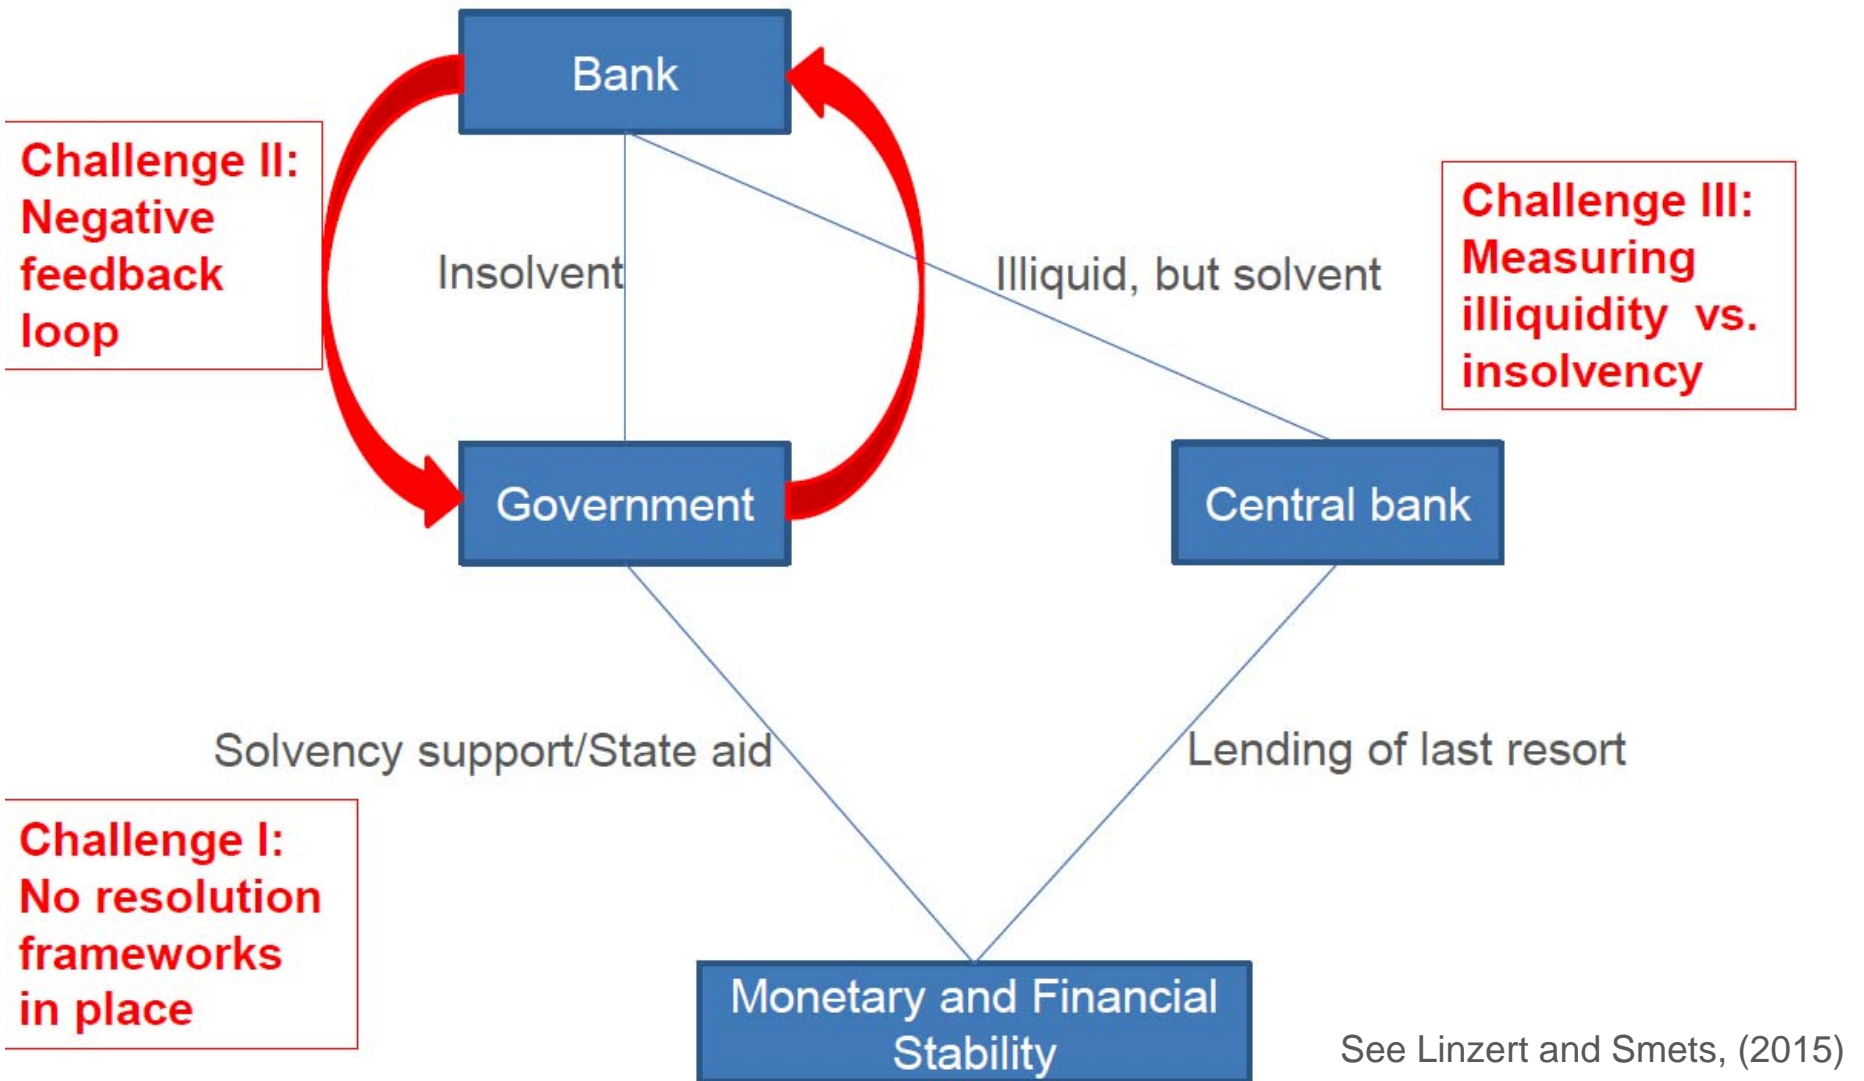 Bank
Challenge II:
Negative
feedback
loop
Insolvent
Illiquid, but solvent
Challenge III:
Measuring
illiquidity vs.
insolvency
Government
Central bank
Solvency support/State aid
Lending of last resort
Challenge I:
No resolution
frameworks
in place
Monetary and Financial
Stability
See Linzert and Smets, (2015)